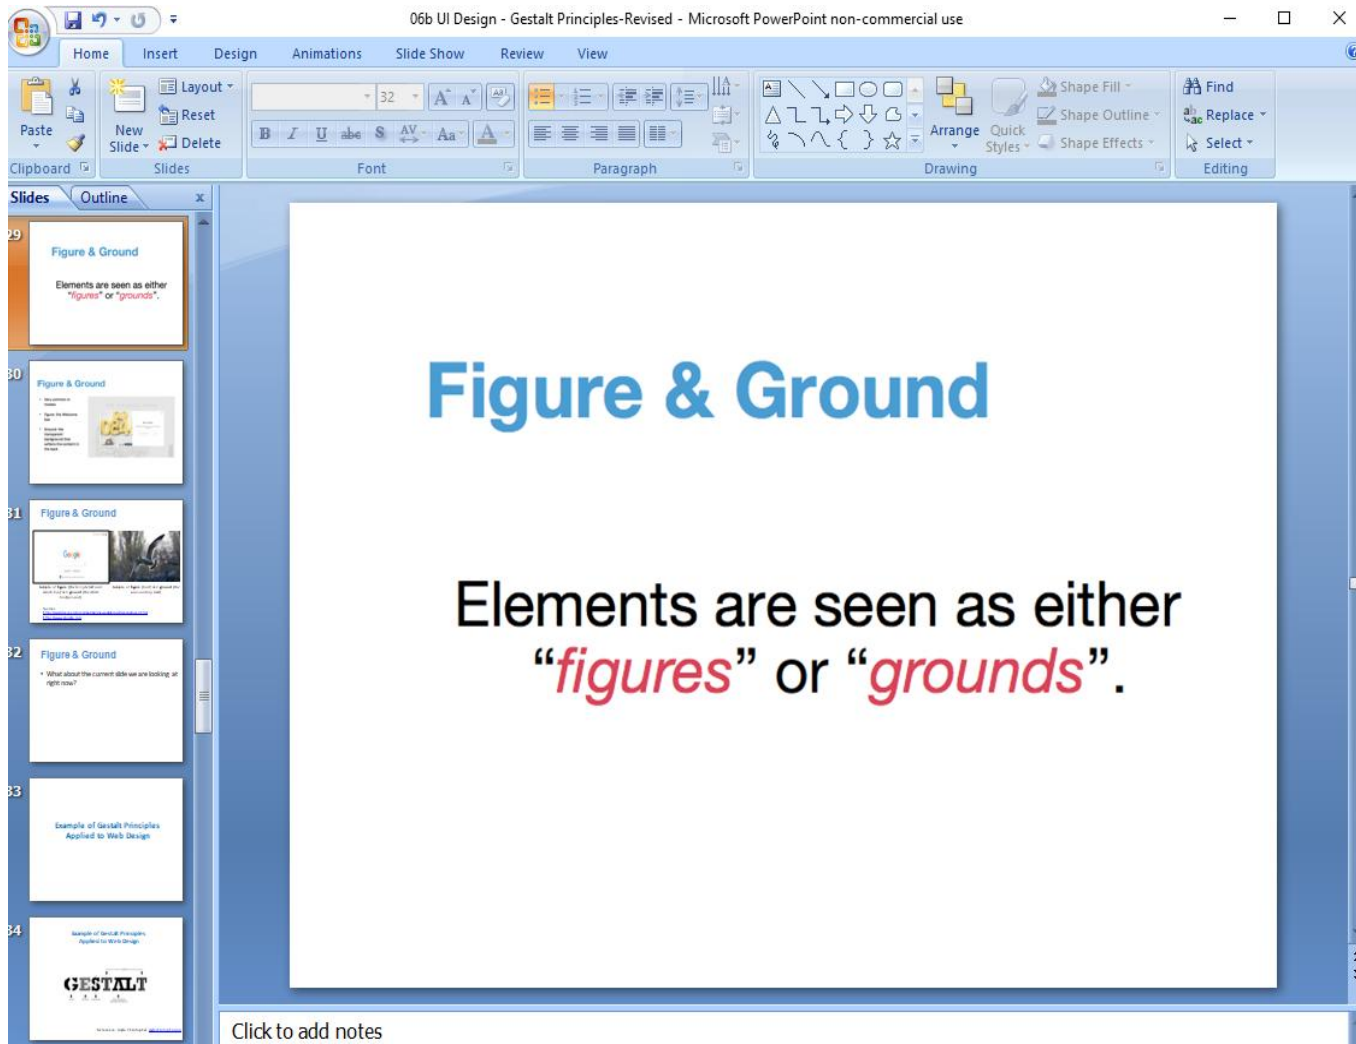 06b UI Design - Gestalt Principles-Revised - Microsoft PowerPoint non-commercial use
Home Insert Design Animations Slide Show Review View
Paste
New Slide
Layout
Reset
Delete
32
B I U abc S AV Aa A
Arrange
Quick Styles
Shape Fill
Shape Outline
Shape Effects
Find
Replace
Select
Clipboard Slides Font Paragraph Drawing Editing
Slides Outline x
29
Figure & Ground
Elements are seen as either
“figures” or “grounds”.
30
Figure & Ground
31
Figure & Ground
Google
32
Figure & Ground
• What about the current slide we are looking at
right now?
33
Example of Gestalt Principles
Applied to Web Design
34
Example of Gestalt Principles
Applied to Web Design
GESTALT
Figure & Ground
Elements are seen as either
“figures” or “grounds”.
Click to add notes